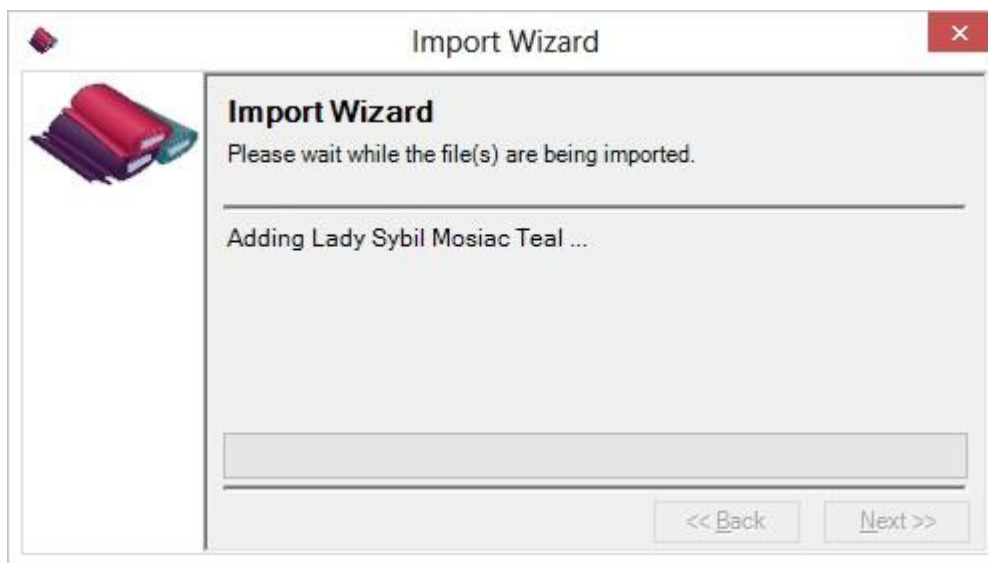 Import Wizard
Import Wizard
Please wait while the file(s) are being imported.
Adding Lady Sybil Mosiac Teal ...
<< Back
Next >>